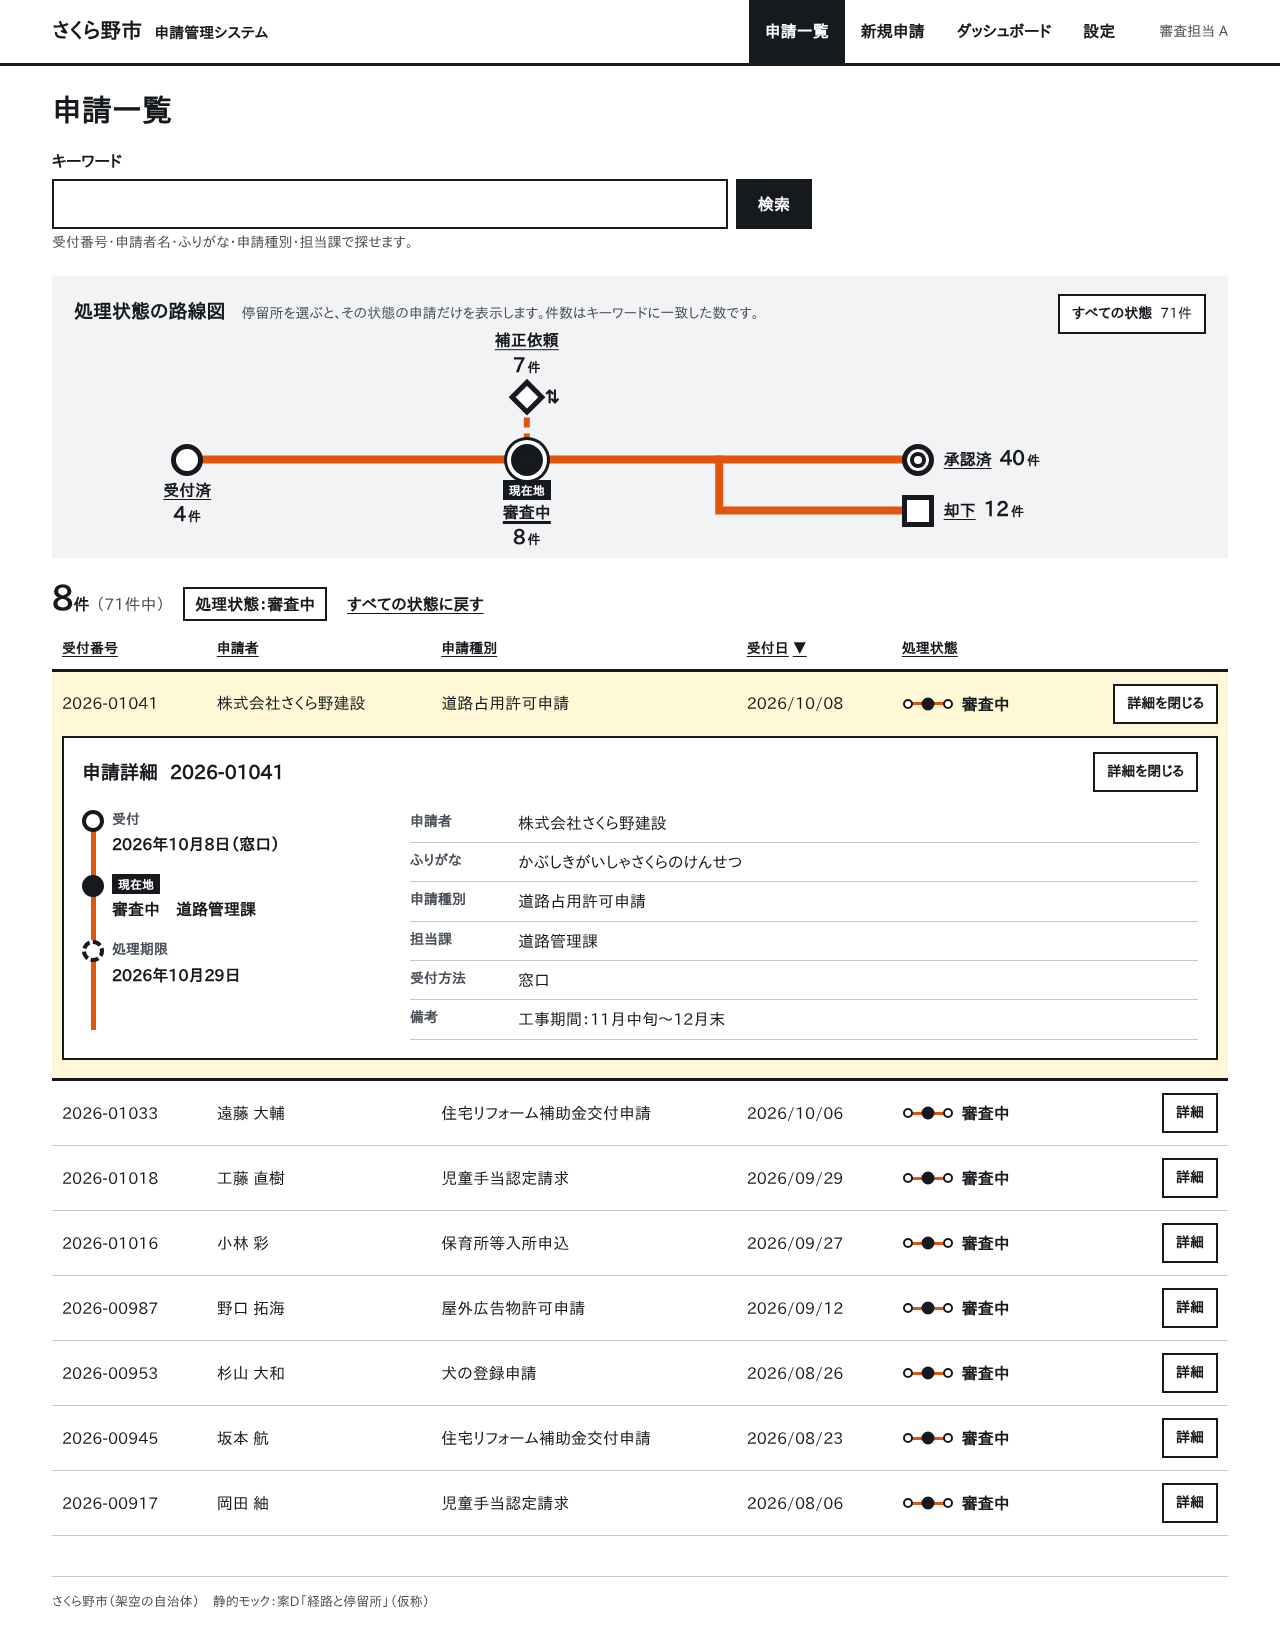 さくら野市 申請管理システム 申請一覧 新規申請 ダッシュボード 設定 審査担当 A
申請一覧
キーワード
検索
受付番号・申請者名・ふりがな・申請種別・担当課で探せます。
処理状態の路線図 停留所を選ぶと、その状態の申請だけを表示します。件数はキーワードに一致した数です。 すべての状態 71件
補正依頼
7件
⇅
受付済
4件
現在地
審査中
8件
承認済 40件
却下 12件
8件 (71件中) 処理状態:審査中 すべての状態に戻す
受付番号 申請者 申請種別 受付日 ▼ 処理状態
2026-01041 株式会社さくら野建設 道路占用許可申請 2026/10/08 審査中 詳細を閉じる
申請詳細 2026-01041 詳細を閉じる
受付
2026年10月8日(窓口)
現在地
審査中 道路管理課
処理期限
2026年10月29日
申請者 株式会社さくら野建設
ふりがな かぶしきがいしゃさくらのけんせつ
申請種別 道路占用許可申請
担当課 道路管理課
受付方法 窓口
備考 工事期間:11月中旬〜12月末
2026-01033 遠藤 大輔 住宅リフォーム補助金交付申請 2026/10/06 審査中 詳細
2026-01018 工藤 直樹 児童手当認定請求 2026/09/29 審査中 詳細
2026-01016 小林 彩 保育所等入所申込 2026/09/27 審査中 詳細
2026-00987 野口 拓海 屋外広告物許可申請 2026/09/12 審査中 詳細
2026-00953 杉山 大和 犬の登録申請 2026/08/26 審査中 詳細
2026-00945 坂本 航 住宅リフォーム補助金交付申請 2026/08/23 審査中 詳細
2026-00917 岡田 紬 児童手当認定請求 2026/08/06 審査中 詳細
さくら野市(架空の自治体) 静的モック:案D「経路と停留所」(仮称)